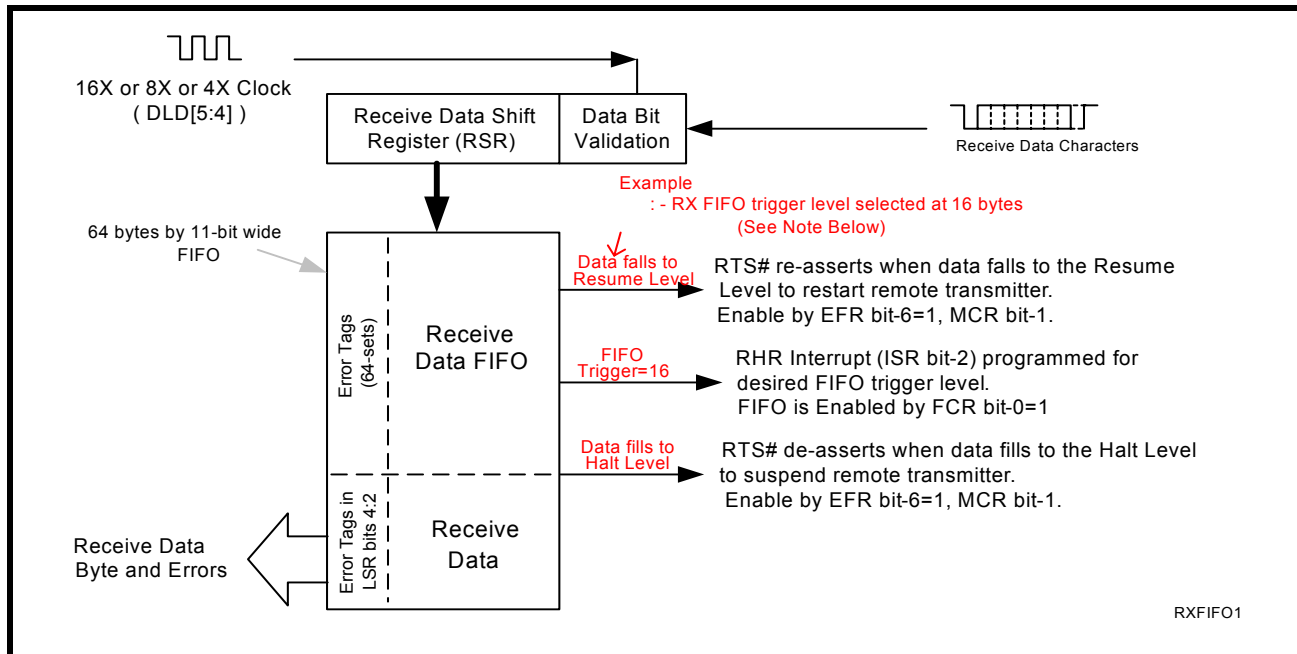 16X or 8X or 4X Clock
( DLD[5:4] )
Receive Data Shift
Register (RSR)
Data Bit
Validation
Receive Data Characters
Example
: - RX FIFO trigger level selected at 16 bytes
(See Note Below)
64 bytes by 11-bit wide
FIFO
Data falls to
Resume Level
RTS# re-asserts when data falls to the Resume
Level to restart remote transmitter.
Enable by EFR bit-6=1, MCR bit-1.
Error Tags
(64-sets)
Receive
Data FIFO
FIFO
Trigger=16
RHR Interrupt (ISR bit-2) programmed for
desired FIFO trigger level.
FIFO is Enabled by FCR bit-0=1
Data fills to
Halt Level
RTS# de-asserts when data fills to the Halt Level
to suspend remote transmitter.
Enable by EFR bit-6=1, MCR bit-1.
Error Tags in
LSR bits 4:2
Receive
Data
Receive Data
Byte and Errors
RXFIFO1